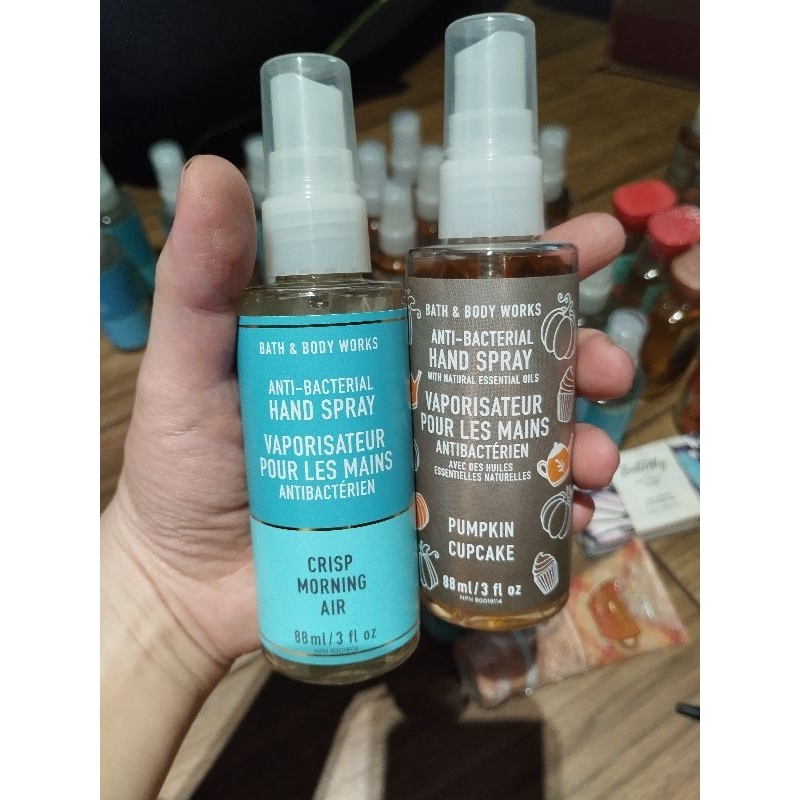 BATH & BODY WORKS
ANTI-BACTERIAL
HAND SPRAY
VAPORISATEUR
POUR LES MAINS
ANTIBACTÉRIEN
CRISP
MORNING
AIR
88 ml/3 fl oz
BATH & BODY WORKS
ANTI-BACTERIAL
HAND SPRAY
WITH NATURAL ESSENTIAL OILS
VAPORISATEUR
POUR LES MAINS
ANTIBACTÉRIEN
AVEC DES HUILES
ESSENTIELLES NATURELLES
PUMPKIN
CUPCAKE
88 ml/3 fl oz
NPN 80019114